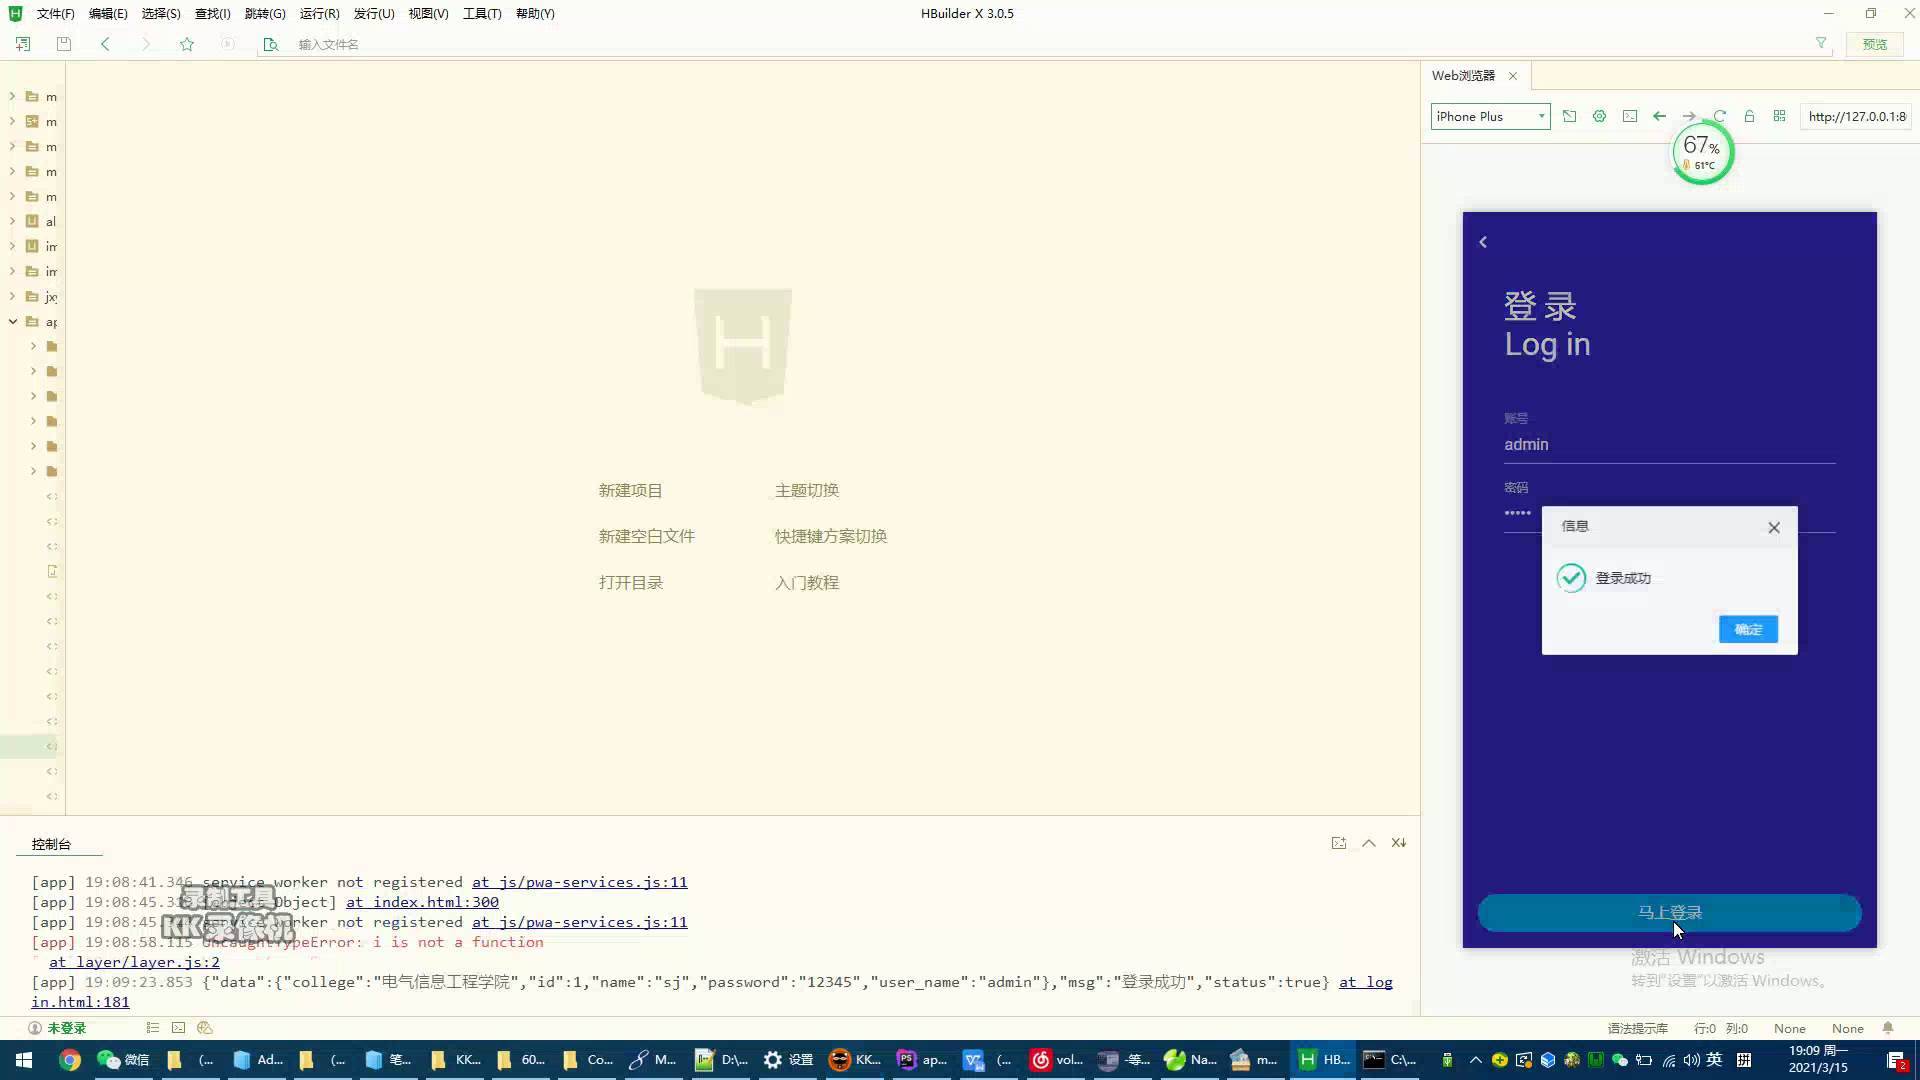 文件(F) 编辑(E) 选择(S) 查找(I) 跳转(G) 运行(R) 发行(U) 视图(V) 工具(T) 帮助(Y)
HBuilder X 3.0.5
输入文件名
预览
m
m
m
m
m
al
im
im
jxy
ap
新建项目 主题切换
新建空白文件 快捷键方案切换
打开目录 入门教程
Web浏览器
iPhone Plus
http://127.0.0.1:8
67%
61°C
登 录
Log in
账号
admin
密码
•••••
信息
登录成功
确定
马上登录
激活 Windows
转到"设置"以激活 Windows。
控制台
[app] 19:08:41.346 service worker not registered at js/pwa-services.js:11
[app] 19:08:45. Object] at index.html:300
[app] 19:08:45. worker not registered at js/pwa-services.js:11
[app] 19:08:58.115 UncaughtTypeError: i is not a function
at layer/layer.js:2
[app] 19:09:23.853 {"data":{"college":"电气信息工程学院","id":1,"name":"sj","password":"12345","user_name":"admin"},"msg":"登录成功","status":true} at log
in.html:181
录制工具
KK录像机
未登录
语法提示库 行:0 列:0 None None
微信 (... Ad... (... 笔... KK... 60... Co... M... D:\... 设置 KK... ap... (... vol... -等... Na... m... HB... C:\...
英
19:09 周一
2021/3/15
2